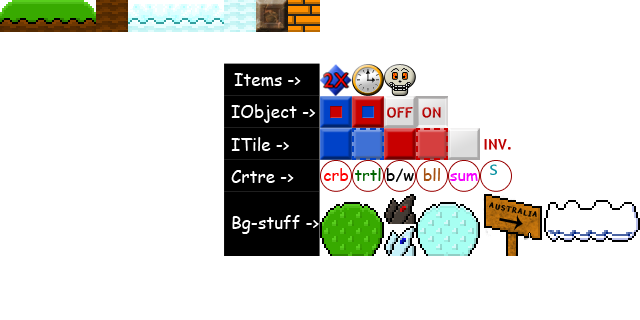 Items -> 2X
IObject -> OFF ON
ITile -> INV.
Crtre -> crb trtl b/w bll sum S
Bg-stuff -> AUSTRALIA